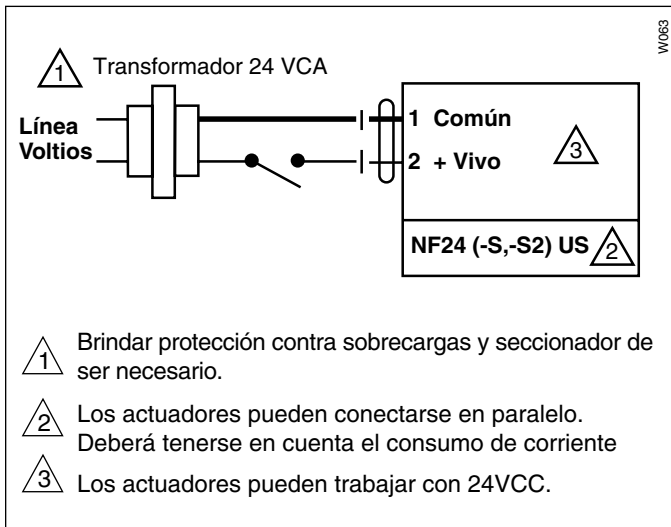 W063
1 Transformador 24 VCA
Línea
Voltios
1 Común
2 + Vivo
3
NF24 (-S,-S2) US 2
1 Brindar protección contra sobrecargas y seccionador de
ser necesario.
2 Los actuadores pueden conectarse en paralelo.
Deberá tenerse en cuenta el consumo de corriente
3 Los actuadores pueden trabajar con 24VCC.